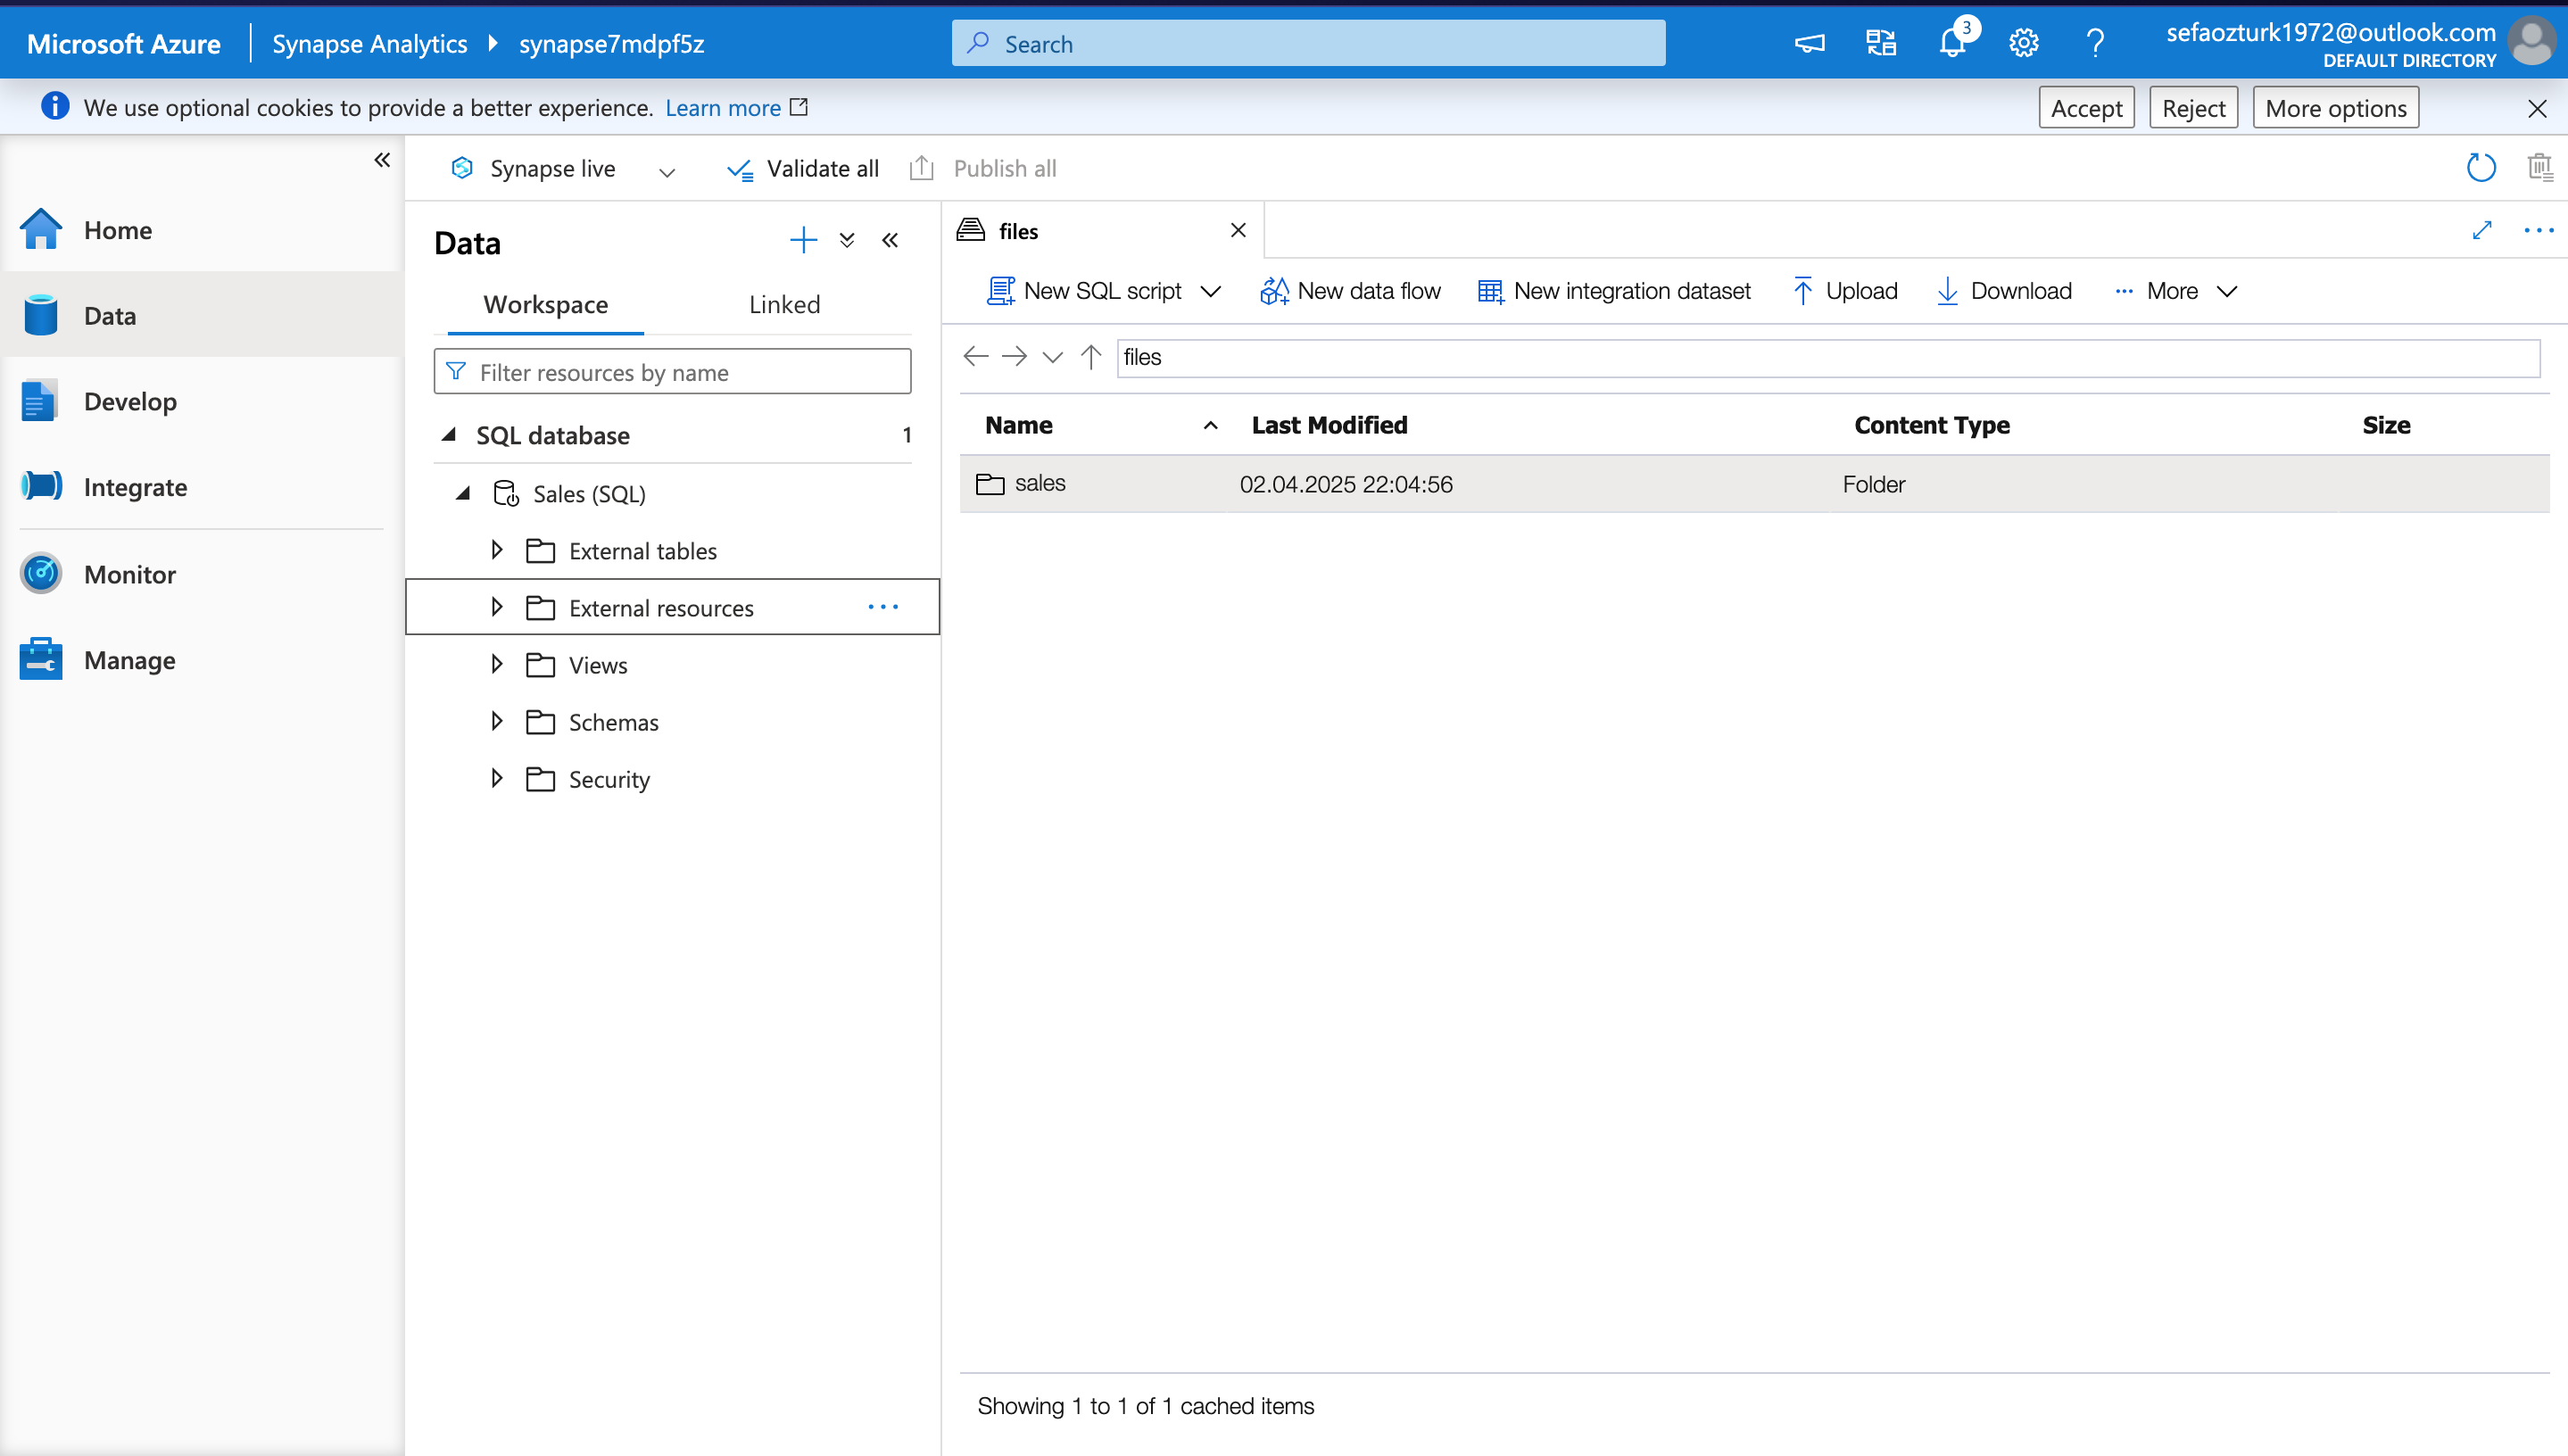 Microsoft Azure
Synapse Analytics
synapse7mdpf5z
Search
3
sefaozturk1972@outlook.com
DEFAULT DIRECTORY
We use optional cookies to provide a better experience. Learn more
Accept
Reject
More options
Home
Data
Develop
Integrate
Monitor
Manage
Synapse live
Validate all
Publish all
Data
Workspace
Linked
Filter resources by name
SQL database 1
Sales (SQL)
External tables
External resources
Views
Schemas
Security
files
New SQL script
New data flow
New integration dataset
Upload
Download
More
files
Name Last Modified Content Type Size
sales 02.04.2025 22:04:56 Folder
Showing 1 to 1 of 1 cached items